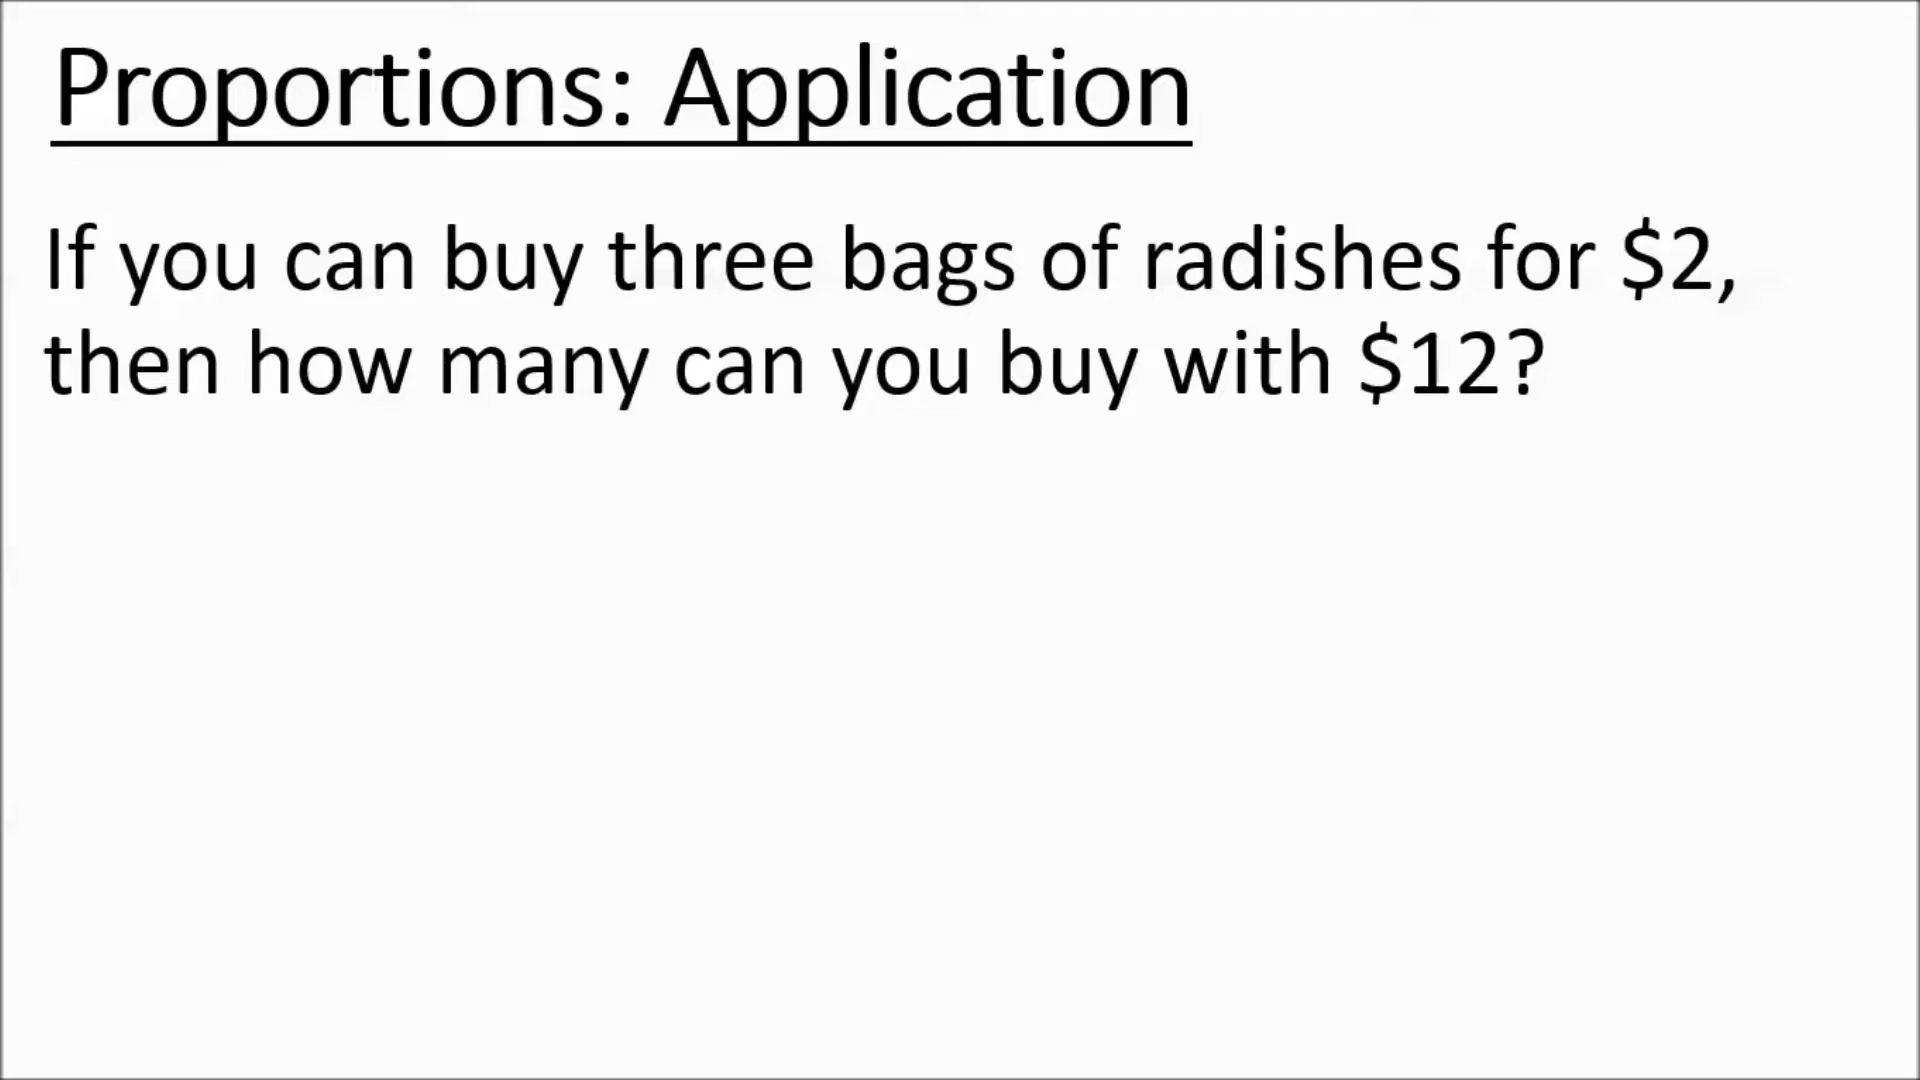 Proportions: Application
If you can buy three bags of radishes for $2,
then how many can you buy with $12?